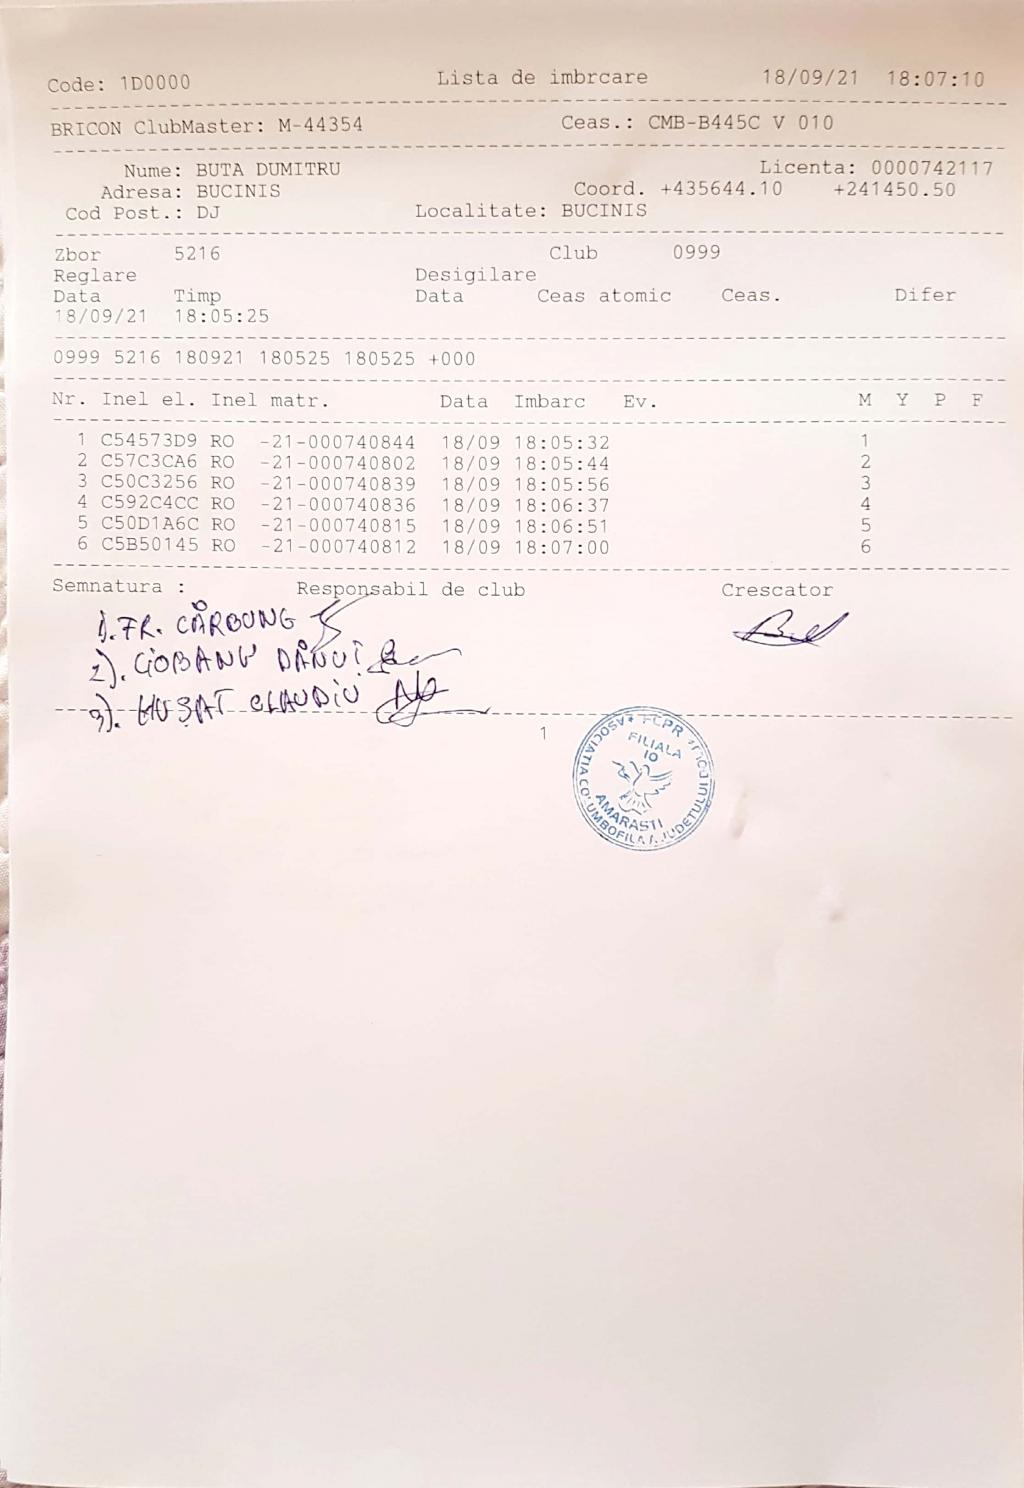 Code: 1D0000 Lista de imbrcare 18/09/21 18:07:10
BRICON ClubMaster: M-44354 Ceas.: CMB-B445C V 010
Nume: BUTA DUMITRU Licenta: 0000742117
Adresa: BUCINIS Coord. +435644.10 +241450.50
Cod Post.: DJ Localitate: BUCINIS
Zbor 5216 Club 0999
Reglare Desigilare
Data Timp Data Ceas atomic Ceas. Difer
18/09/21 18:05:25
0999 5216 180921 180525 180525 +000
Nr. Inel el. Inel matr. Data Imbarc Ev. M Y P F
1 C54573D9 RO -21-000740844 18/09 18:05:32 1
2 C57C3CA6 RO -21-000740802 18/09 18:05:44 2
3 C50C3256 RO -21-000740839 18/09 18:05:56 3
4 C592C4CC RO -21-000740836 18/09 18:06:37 4
5 C50D1A6C RO -21-000740815 18/09 18:06:51 5
6 C5B50145 RO -21-000740812 18/09 18:07:00 6
Semnatura : Responsabil de club Crescator
1. FR. CĂRBUNE
2). CIOBANU DĂNUȚ
3). MUȘAT CLAUDIU
1
ASOCIATIA COLUMBOFILA A JUDETULUI DOLJ * FCPR
FILIALA
10
AMARASTI